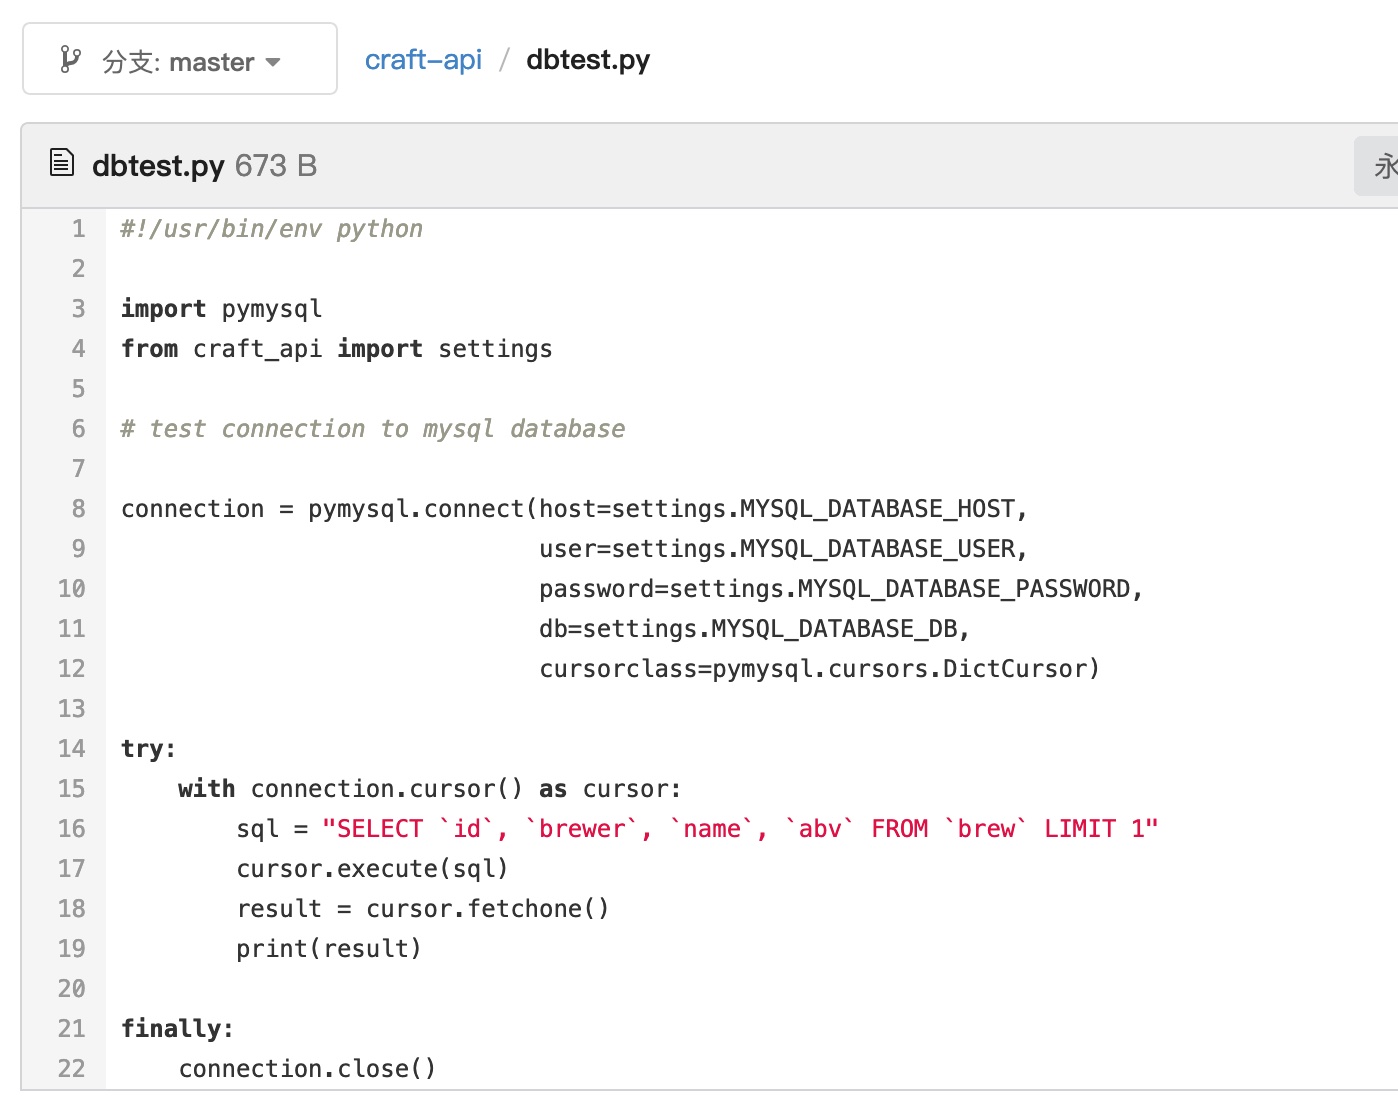 分支: master
craft-api / dbtest.py
dbtest.py 673 B
永
1 #!/usr/bin/env python
2
3 import pymysql
4 from craft_api import settings
5
6 # test connection to mysql database
7
8 connection = pymysql.connect(host=settings.MYSQL_DATABASE_HOST,
9                              user=settings.MYSQL_DATABASE_USER,
10                              password=settings.MYSQL_DATABASE_PASSWORD,
11                              db=settings.MYSQL_DATABASE_DB,
12                              cursorclass=pymysql.cursors.DictCursor)
13
14 try:
15     with connection.cursor() as cursor:
16         sql = "SELECT `id`, `brewer`, `name`, `abv` FROM `brew` LIMIT 1"
17         cursor.execute(sql)
18         result = cursor.fetchone()
19         print(result)
20
21 finally:
22     connection.close()